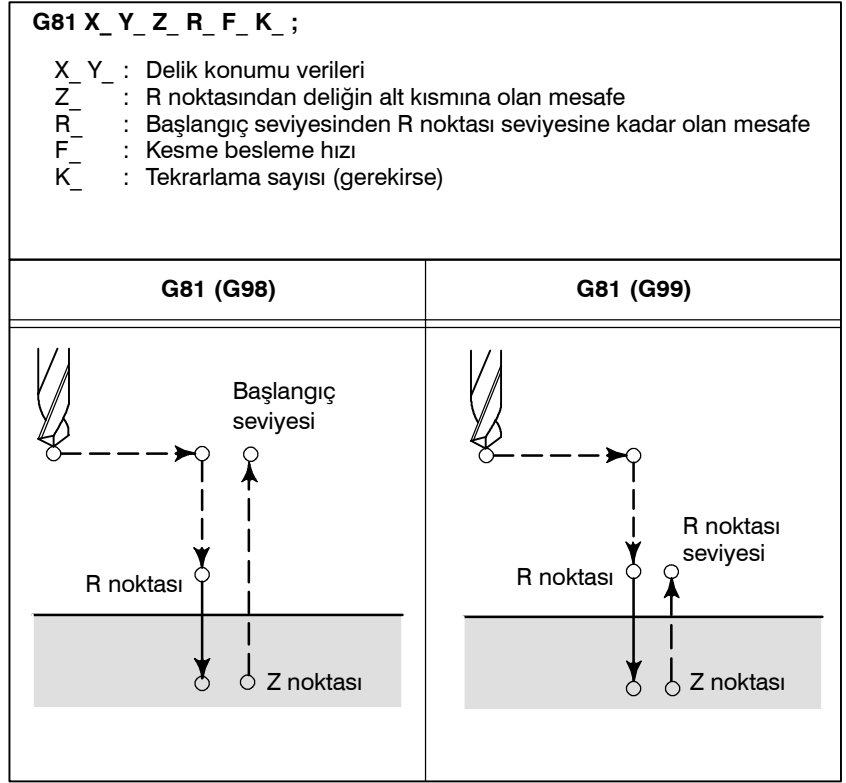 G81 X_ Y_ Z_ R_ F_ K_ ;
X_ Y_ : Delik konumu verileri
Z_ : R noktasından deliğin alt kısmına olan mesafe
R_ : Başlangıç seviyesinden R noktası seviyesine kadar olan mesafe
F_ : Kesme besleme hızı
K_ : Tekrarlama sayısı (gerekirse)
G81 (G98)
G81 (G99)
Başlangıç
seviyesi
R noktası
Z noktası
R noktası
seviyesi
R noktası
Z noktası